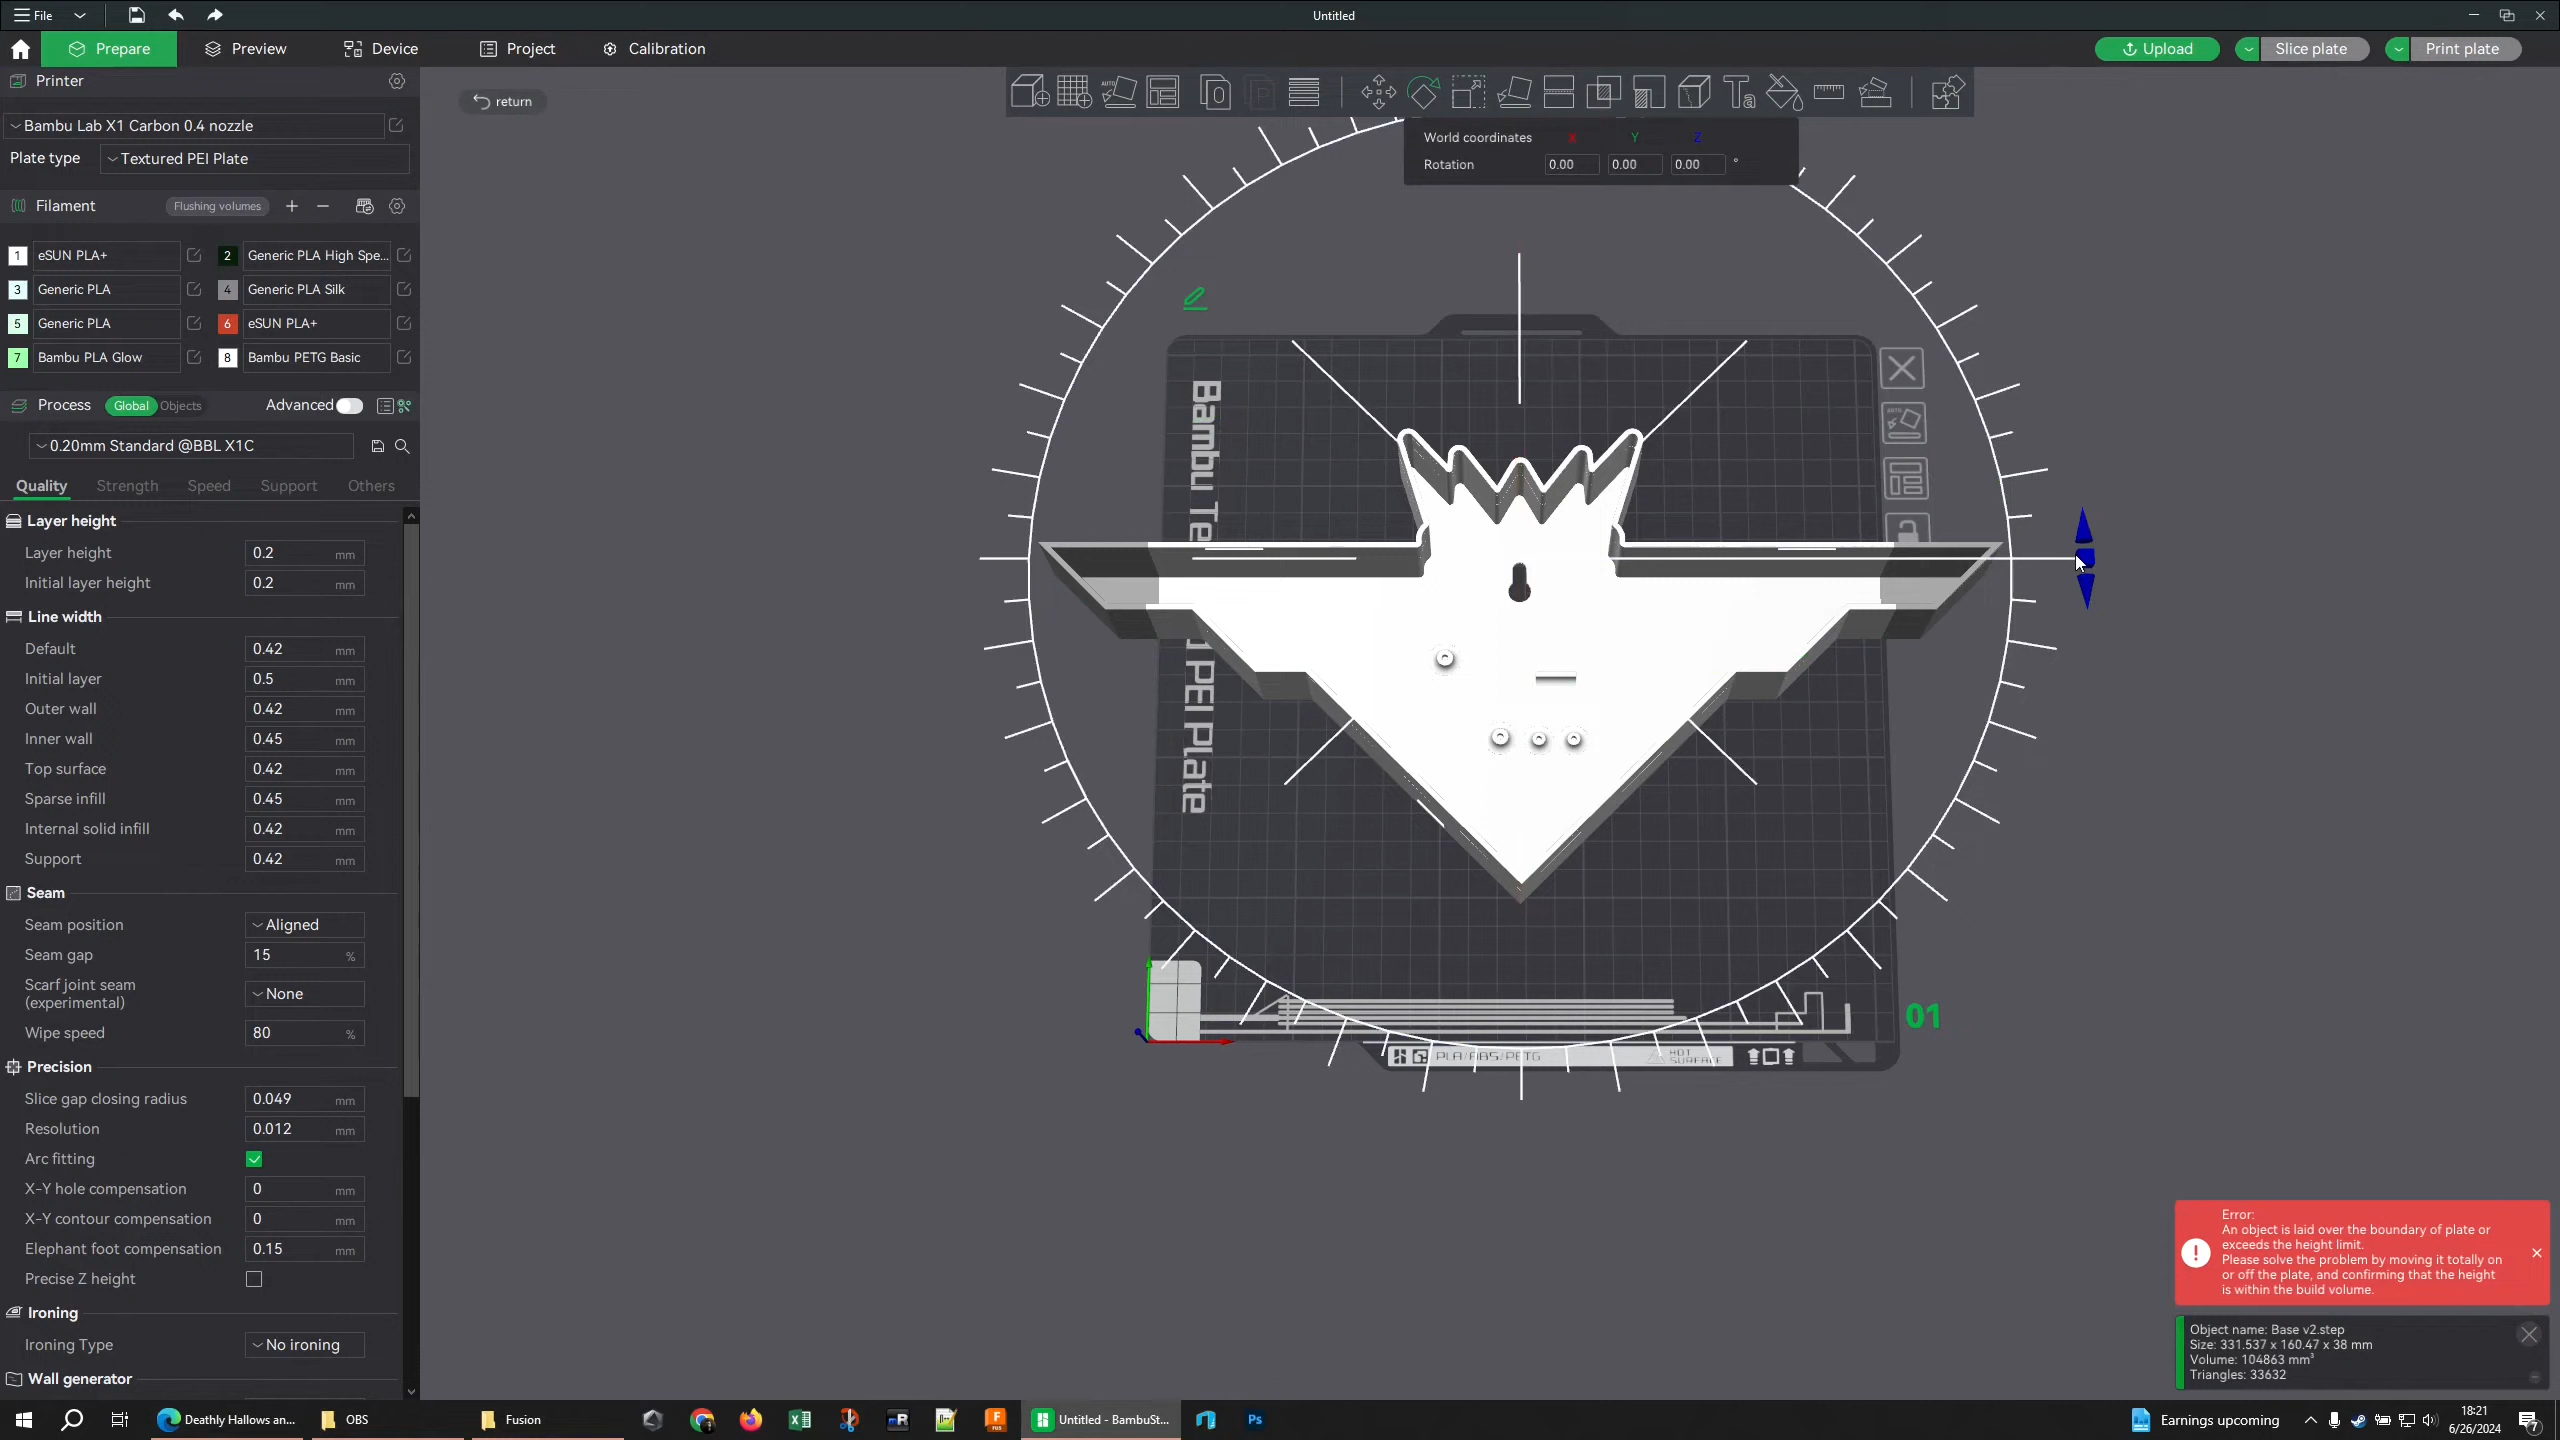 File
Untitled
Prepare
Preview
Device
Project
Calibration
Upload
Slice plate
Print plate
Printer
return
Bambu Lab X1 Carbon 0.4 nozzle
Plate type
Textured PEI Plate
World coordinates X Y Z
Rotation 0.00 0.00 0.00 °
Filament
Flushing volumes
1 eSUN PLA+
2 Generic PLA High Spe...
3 Generic PLA
4 Generic PLA Silk
5 Generic PLA
6 eSUN PLA+
7 Bambu PLA Glow
8 Bambu PETG Basic
Process Global Objects Advanced
0.20mm Standard @BBL X1C
Quality Strength Speed Support Others
Layer height
Layer height 0.2 mm
Initial layer height 0.2 mm
Line width
Default 0.42 mm
Initial layer 0.5 mm
Outer wall 0.42 mm
Inner wall 0.45 mm
Top surface 0.42 mm
Sparse infill 0.45 mm
Internal solid infill 0.42 mm
Support 0.42 mm
Seam
Seam position Aligned
Seam gap 15 %
Scarf joint seam
(experimental) None
Wipe speed 80 %
Precision
Slice gap closing radius 0.049 mm
Resolution 0.012 mm
Arc fitting
X-Y hole compensation 0 mm
X-Y contour compensation 0 mm
Elephant foot compensation 0.15 mm
Precise Z height
Ironing
Ironing Type No ironing
Wall generator
Bambu Te
PEI Plate
AUTO
01
PLA/ABS/PETG
HOT
SURFACE
Error:
An object is laid over the boundary of plate or
exceeds the height limit.
Please solve the problem by moving it totally on
or off the plate, and confirming that the height
is within the build volume.
Object name: Base v2.step
Size: 331.537 x 160.47 x 38 mm
Volume: 104863 mm³
Triangles: 33632
Deathly Hallows an...
OBS
Fusion
Untitled - BambuSt...
Ps
Earnings upcoming
18:21
6/26/2024
7